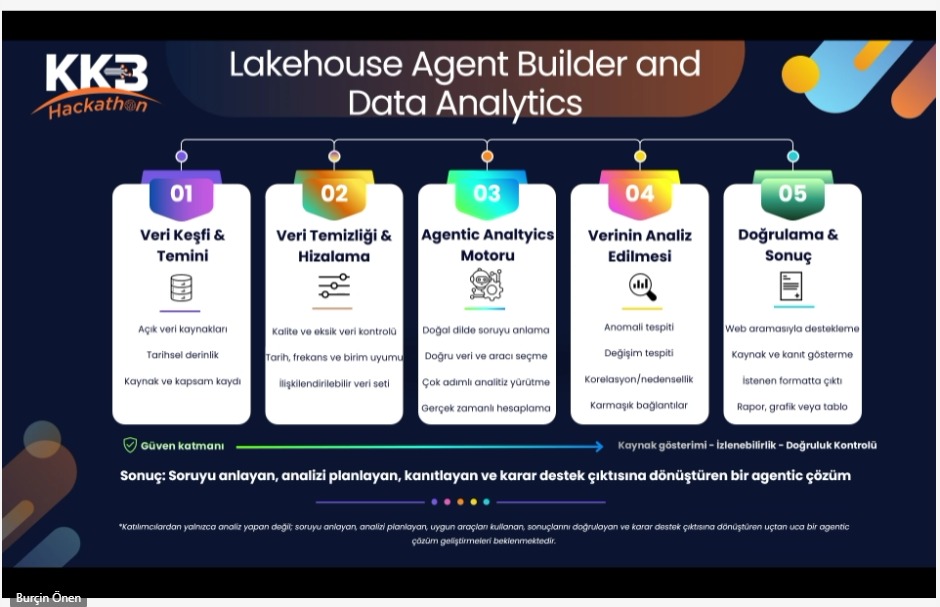 KKB
Hackathon
Lakehouse Agent Builder and
Data Analytics
01
Veri Keşfi &
Temini
Açık veri kaynakları
Tarihsel derinlik
Kaynak ve kapsam kaydı
02
Veri Temizliği &
Hizalama
Kalite ve eksik veri kontrolü
Tarih, frekans ve birim uyumu
İlişkilendirilebilir veri seti
03
Agentic Analtyics
Motoru
Doğal dilde soruyu anlama
Doğru veri ve aracı seçme
Çok adımlı analitiz yürütme
Gerçek zamanlı hesaplama
04
Verinin Analiz
Edilmesi
Anomali tespiti
Değişim tespiti
Korelasyon/nedensellik
Karmaşık bağlantılar
05
Doğrulama &
Sonuç
Web aramasıyla destekleme
Kaynak ve kanıt gösterme
İstenen formatta çıktı
Rapor, grafik veya tablo
Güven katmanı
Kaynak gösterimi - İzlenebilirlik - Doğruluk Kontrolü
Sonuç: Soruyu anlayan, analizi planlayan, kanıtlayan ve karar destek çıktısına dönüştüren bir agentic çözüm
*Katılımcılardan yalnızca analiz yapan değil; soruyu anlayan, analizi planlayan, uygun araçları kullanan, sonuçlarını doğrulayan ve karar destek çıktısına dönüştüren uçtan uca bir agentic
çözüm geliştirmeleri beklenmektedir.
Burçin Önen